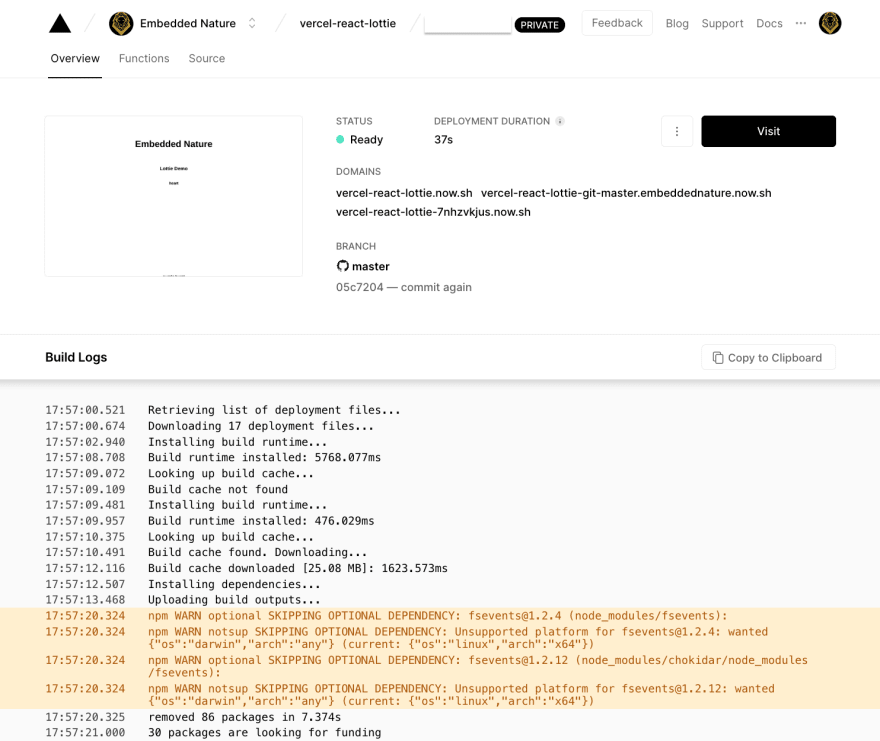 Embedded Nature
vercel-react-lottie
PRIVATE
Feedback
Blog
Support
Docs
Overview
Functions
Source
Embedded Nature
Lottie Demo
heart
STATUS
Ready
DEPLOYMENT DURATION
37s
Visit
DOMAINS
vercel-react-lottie.now.sh vercel-react-lottie-git-master.embeddednature.now.sh
vercel-react-lottie-7nhzvkjus.now.sh
BRANCH
master
05c7204 — commit again
Build Logs
Copy to Clipboard
17:57:00.521 Retrieving list of deployment files...
17:57:00.674 Downloading 17 deployment files...
17:57:02.940 Installing build runtime...
17:57:08.708 Build runtime installed: 5768.077ms
17:57:09.072 Looking up build cache...
17:57:09.109 Build cache not found
17:57:09.481 Installing build runtime...
17:57:09.957 Build runtime installed: 476.029ms
17:57:10.375 Looking up build cache...
17:57:10.491 Build cache found. Downloading...
17:57:12.116 Build cache downloaded [25.08 MB]: 1623.573ms
17:57:12.507 Installing dependencies...
17:57:13.468 Uploading build outputs...
17:57:20.324 npm WARN optional SKIPPING OPTIONAL DEPENDENCY: fsevents@1.2.4 (node_modules/fsevents):
17:57:20.324 npm WARN notsup SKIPPING OPTIONAL DEPENDENCY: Unsupported platform for fsevents@1.2.4: wanted
{"os":"darwin","arch":"any"} (current: {"os":"linux","arch":"x64"})
17:57:20.324 npm WARN optional SKIPPING OPTIONAL DEPENDENCY: fsevents@1.2.12 (node_modules/chokidar/node_modules
/fsevents):
17:57:20.324 npm WARN notsup SKIPPING OPTIONAL DEPENDENCY: Unsupported platform for fsevents@1.2.12: wanted
{"os":"darwin","arch":"any"} (current: {"os":"linux","arch":"x64"})
17:57:20.325 removed 86 packages in 7.374s
17:57:21.000 30 packages are looking for funding